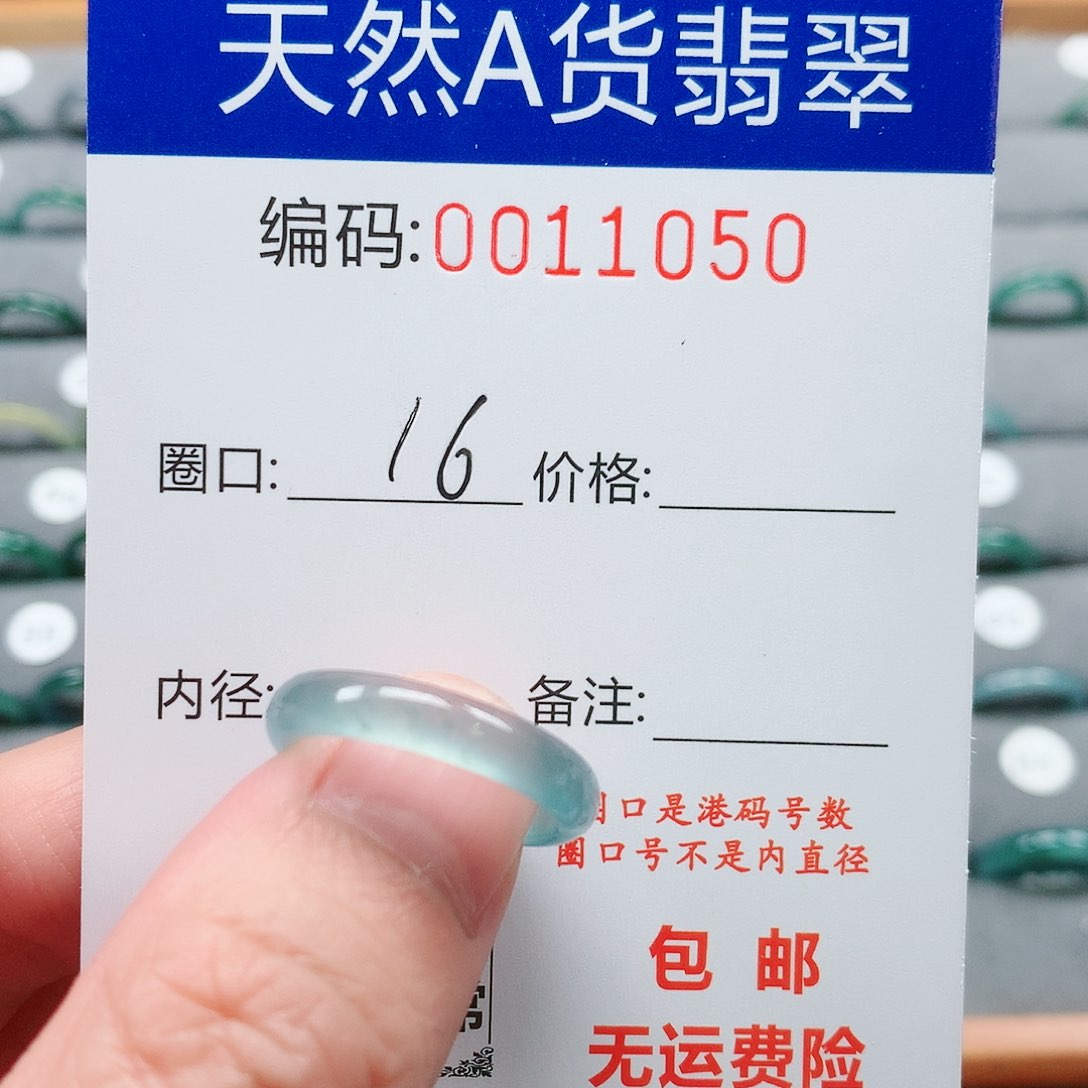 天然A货翡翠
编码:0011050
圈口: 16 价格:
内径: 备注:
口是港码号数
圈口号不是内直径
包邮
无运费险